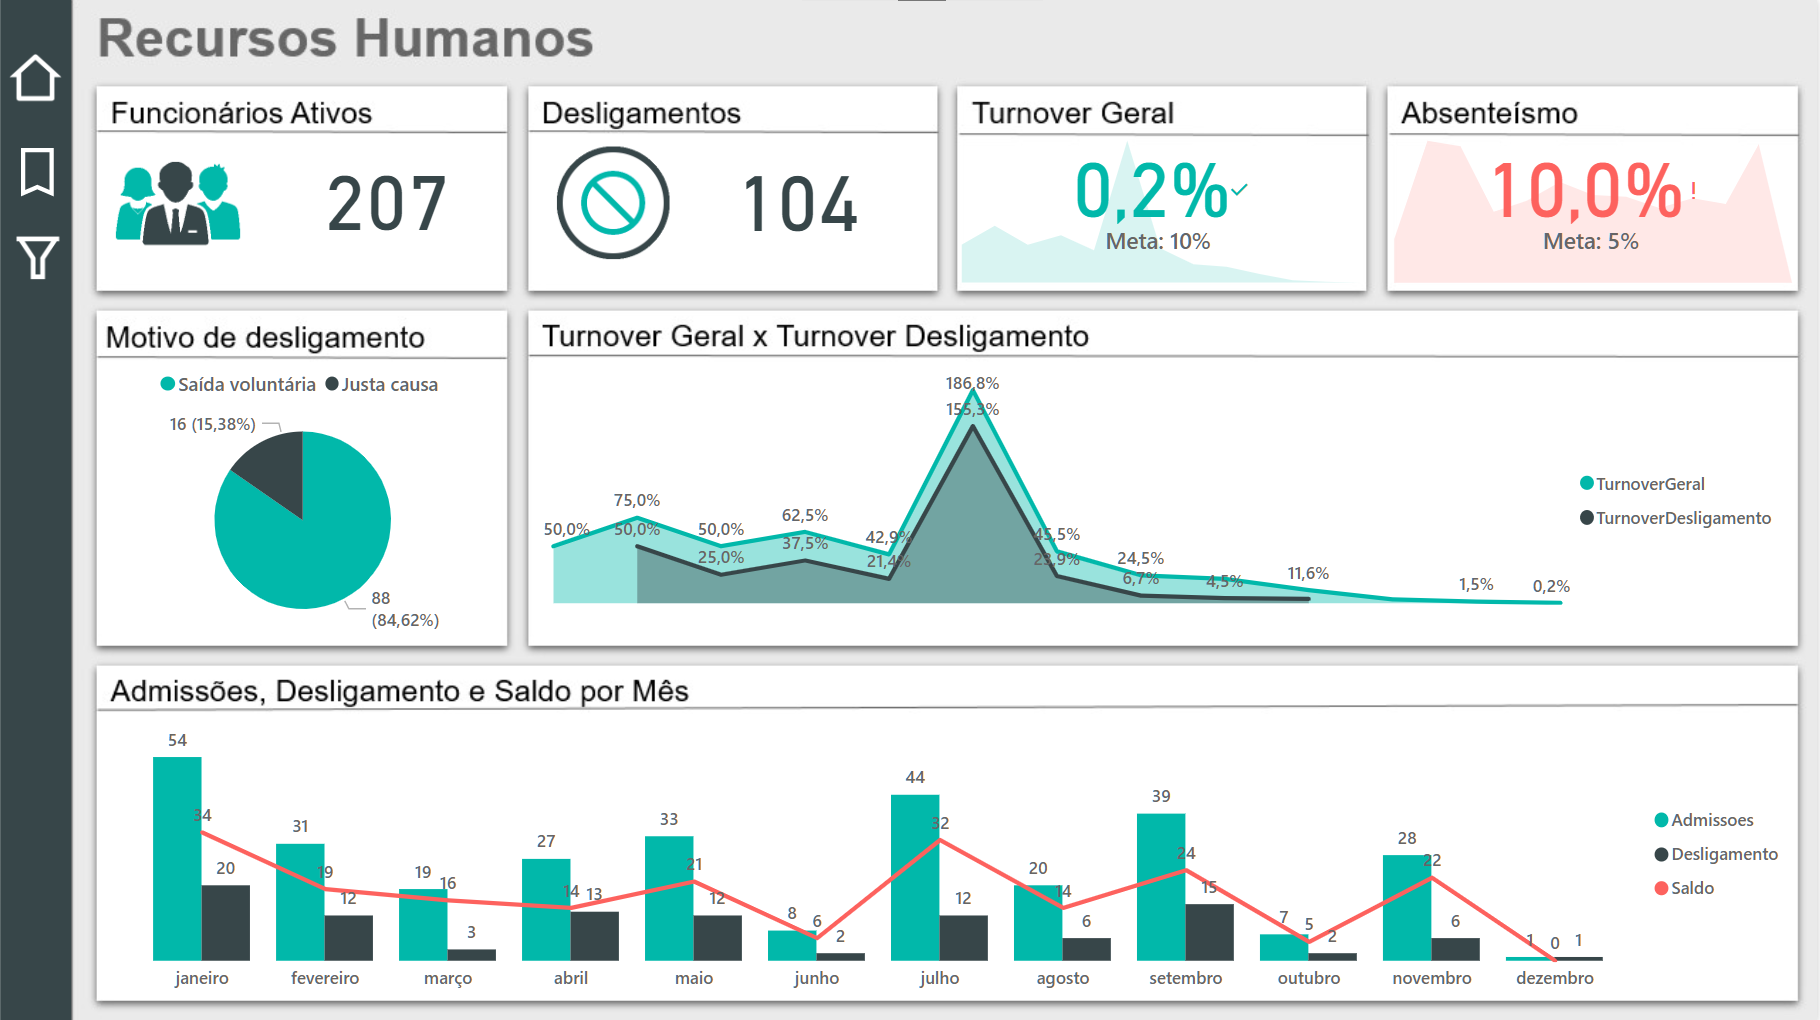 Recursos Humanos
Funcionários Ativos
207
Desligamentos
104
Turnover Geral
0,2%
Meta: 10%
Absenteísmo
10,0%!
Meta: 5%
Motivo de desligamento
Saída voluntária
Justa causa
16 (15,38%)
88
(84,62%)
Turnover Geral x Turnover Desligamento
186,8%
155,3%
75,0%
50,0%
50,0%
50,0%
25,0%
62,5%
37,5%
42,9%
21,4%
45,5%
23,9%
24,5%
6,7%
4,5%
11,6%
1,5%
0,2%
TurnoverGeral
TurnoverDesligamento
Admissões, Desligamento e Saldo por Mês
54
34
20
31
19
12
19
16
3
27
14
13
33
21
12
8
6
2
44
32
12
20
14
6
39
24
15
7
5
2
28
22
6
1
0
1
janeiro
fevereiro
março
abril
maio
junho
julho
agosto
setembro
outubro
novembro
dezembro
Admissoes
Desligamento
Saldo